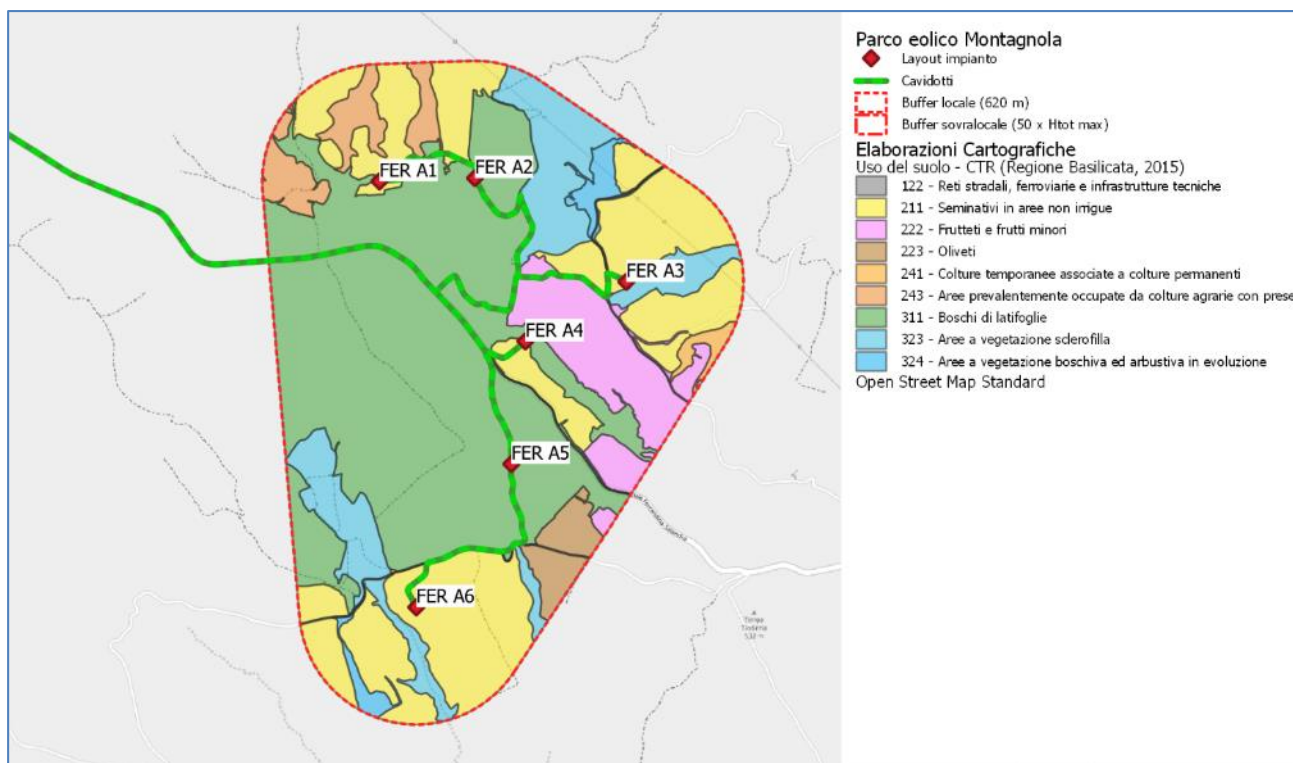 Parco eolico Montagnola
Layout impianto
Cavidotti
Buffer locale (620 m)
Buffer sovralocale (50 x Htot max)
Elaborazioni Cartografiche
Uso del suolo - CTR (Regione Basilicata, 2015)
122 - Reti stradali, ferroviarie e infrastrutture tecniche
211 - Seminativi in aree non irrigue
222 - Frutteti e frutti minori
223 - Oliveti
241 - Colture temporanee associate a colture permanenti
243 - Aree prevalentemente occupate da colture agrarie con prese
311 - Boschi di latifoglie
323 - Aree a vegetazione sclerofilla
324 - Aree a vegetazione boschiva ed arbustiva in evoluzione
Open Street Map Standard
FER A1
FER A2
FER A3
FER A4
FER A5
FER A6
532 m